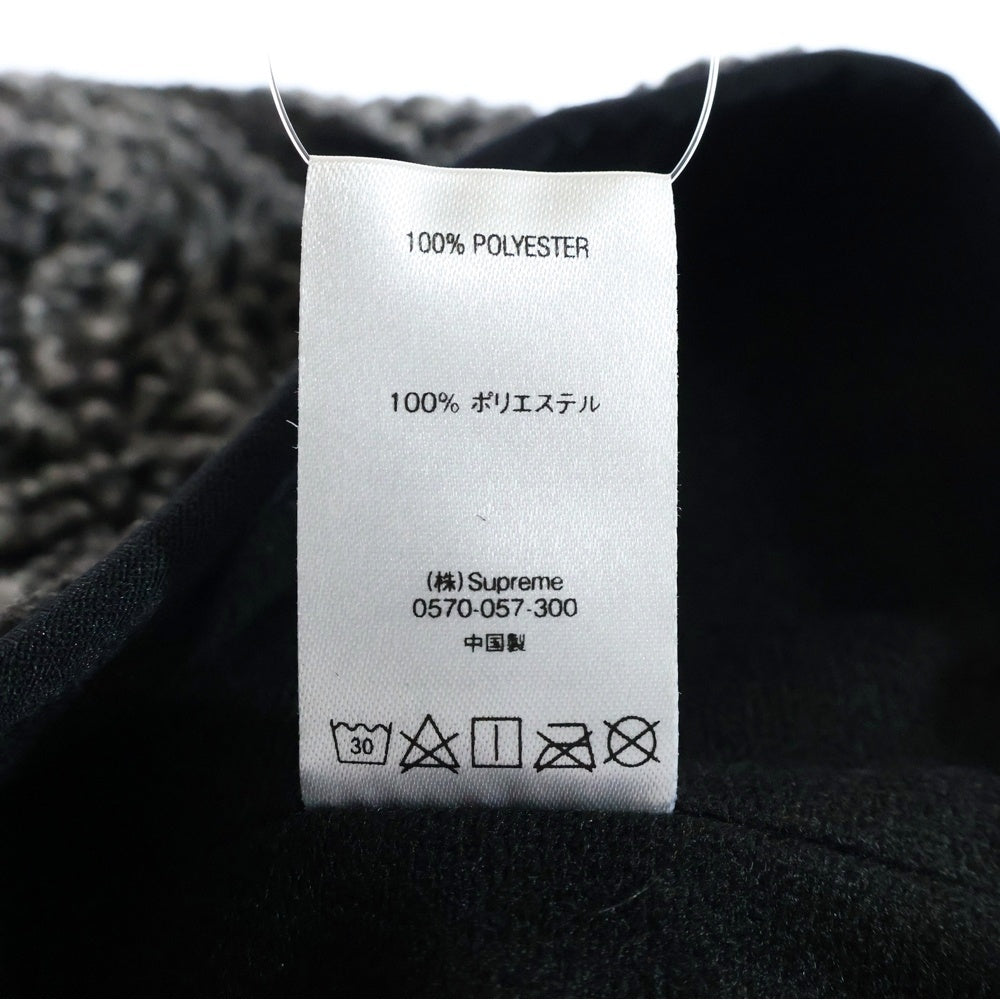 100% POLYESTER
100% ポリエステル
(株)Supreme
0570-057-300
中国製
30